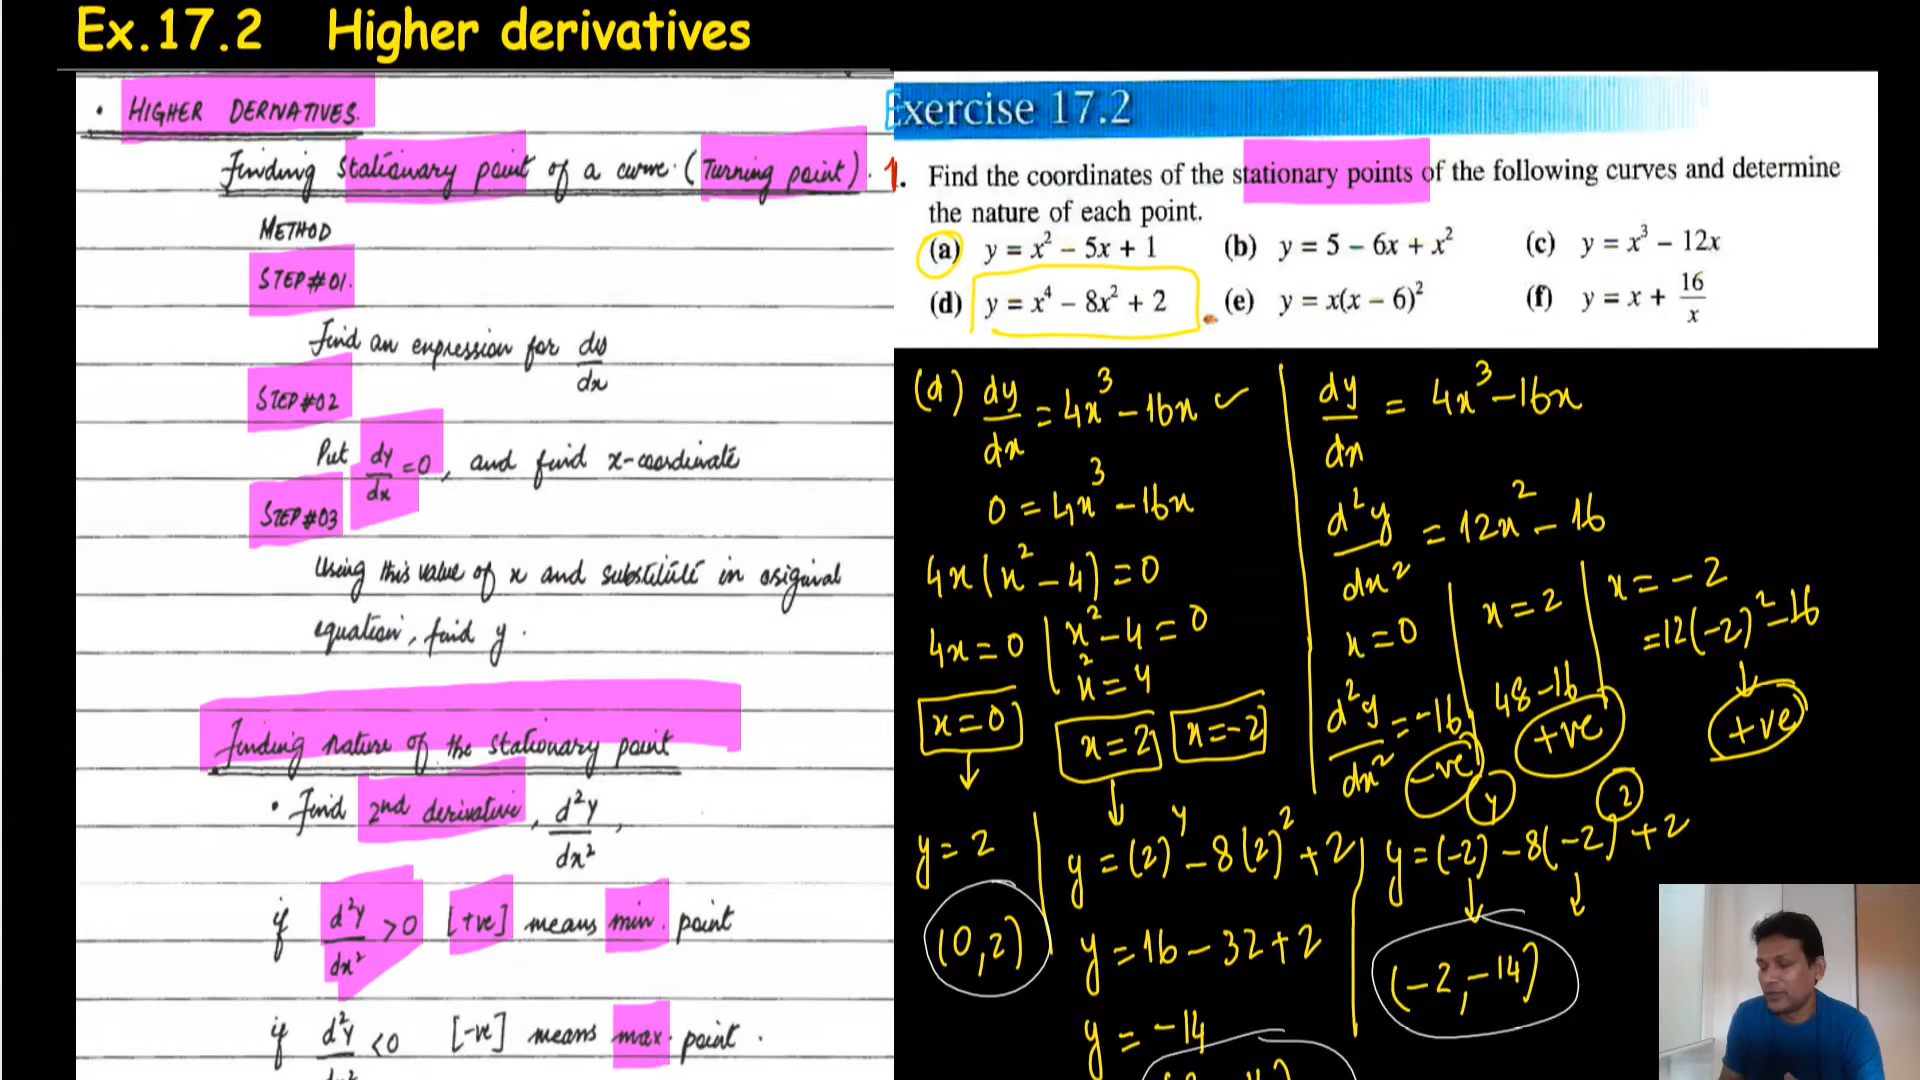 Ex.17.2 Higher derivatives
• HIGHER DERIVATIVES.
Finding stationary point of a curve. (Turning point).
METHOD
STEP #01.
Find an expression for dy/dx
STEP #02
Put dy/dx = 0, and find x-coordinate
STEP #03
Using this value of x and substitute in original
equation, find y.
Finding nature of the stationary point
• Find 2nd derivative, d²y/dx²,
if d²y/dx² > 0 [+ve] means min. point
if d²y/dx² < 0 [-ve] means max. point.
Exercise 17.2
1. Find the coordinates of the stationary points of the following curves and determine
the nature of each point.
(a) y = x² – 5x + 1 (b) y = 5 – 6x + x² (c) y = x³ – 12x
(d) y = x⁴ – 8x² + 2 (e) y = x(x – 6)² (f) y = x + 16/x
(d) dy/dx = 4x³ - 16x ✓
0 = 4x³ - 16x
4x(x² - 4) = 0
4x = 0 | x² - 4 = 0
x² = 4
x = 0 x = 2 x = -2
y = 2
(0, 2)
y = (2)⁴ - 8(2)² + 2
y = 16 - 32 + 2
y = -14
dy/dx = 4x³ - 16x
d²y/dx² = 12x² - 16
x = 0 | x = 2 | x = -2
d²y/dx² = -16 48 - 16 = 12(-2)² - 16
-ve +ve +ve
y = (-2)⁴ - 8(-2)² + 2
(-2, -14)